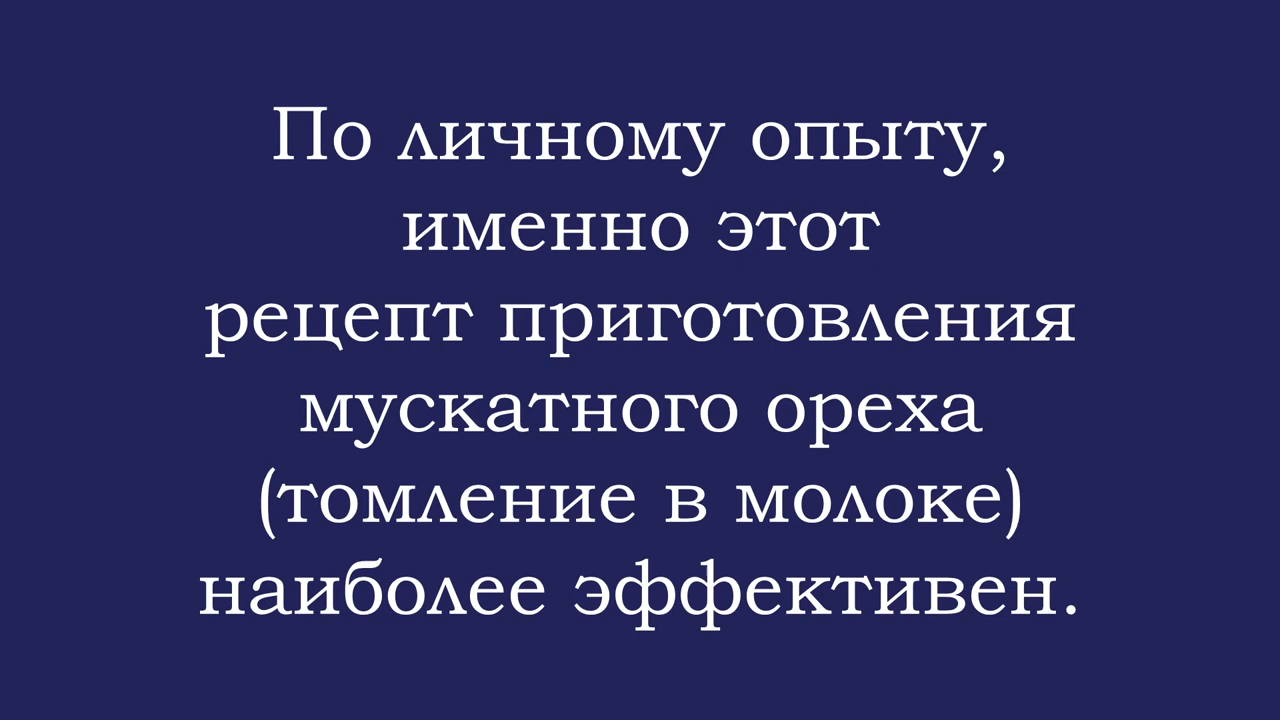 По личному опыту,
именно этот
рецепт приготовления
мускатного ореха
(томление в молоке)
наиболее эффективен.